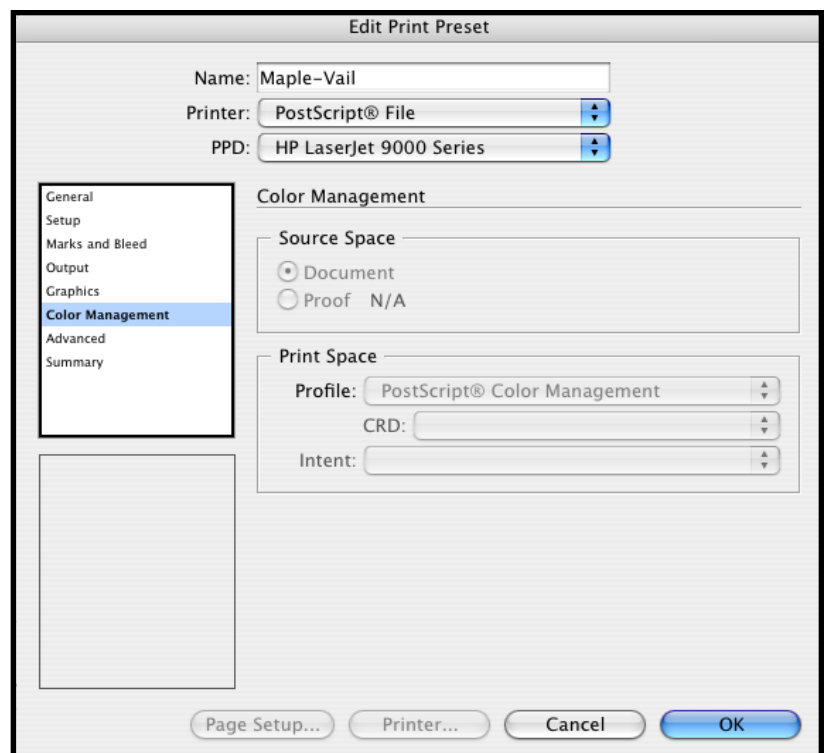 Edit Print Preset
Name: Maple-Vail
Printer: PostScript® File
PPD: HP LaserJet 9000 Series
General
Setup
Marks and Bleed
Output
Graphics
Color Management
Advanced
Summary
Color Management
Source Space
Document
Proof N/A
Print Space
Profile: PostScript® Color Management
CRD:
Intent:
Page Setup... Printer... Cancel OK